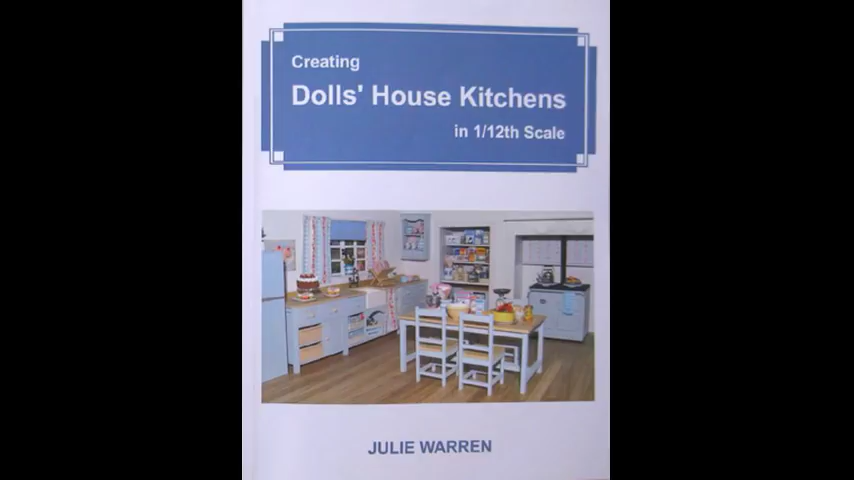 Creating
Dolls' House Kitchens
in 1/12th Scale
JULIE WARREN